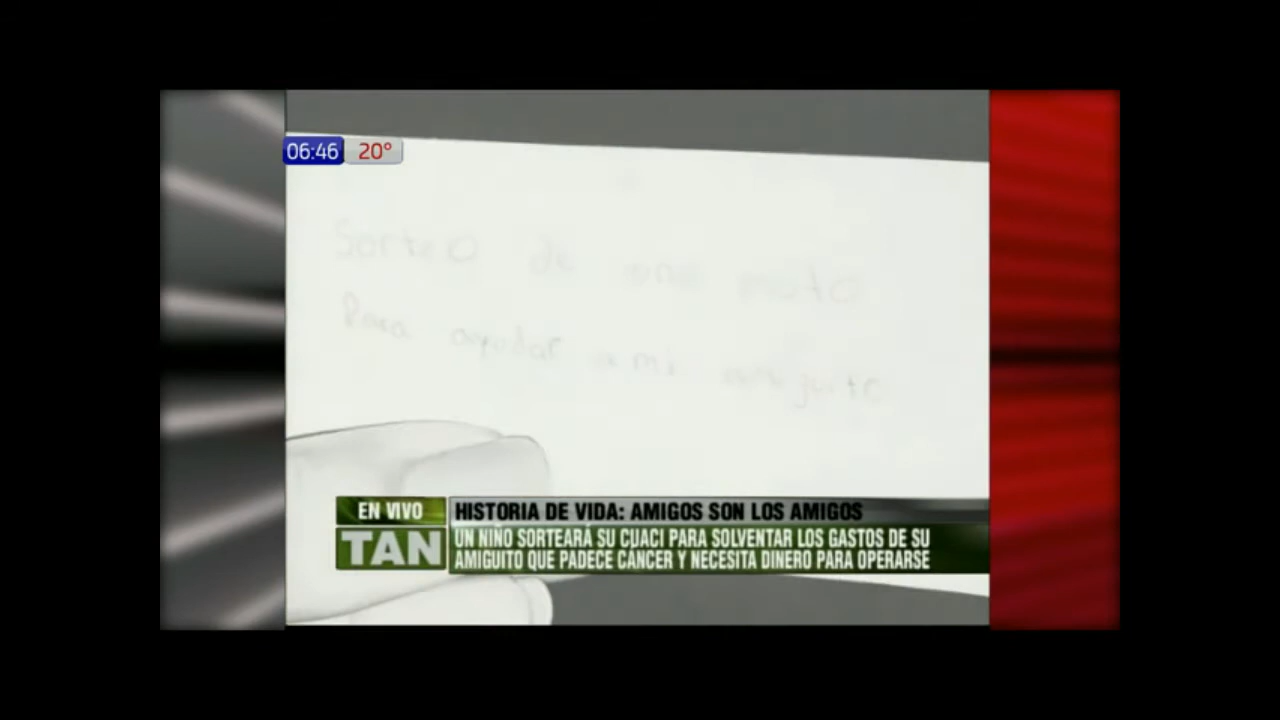 06:46 20°
Sorteo de una moto
Para ayudar a mi amiguito
EN VIVO
HISTORIA DE VIDA: AMIGOS SON LOS AMIGOS
TAN
UN NIÑO SORTEARÁ SU CUACI PARA SOLVENTAR LOS GASTOS DE SU
AMIGUITO QUE PADECE CÁNCER Y NECESITA DINERO PARA OPERARSE